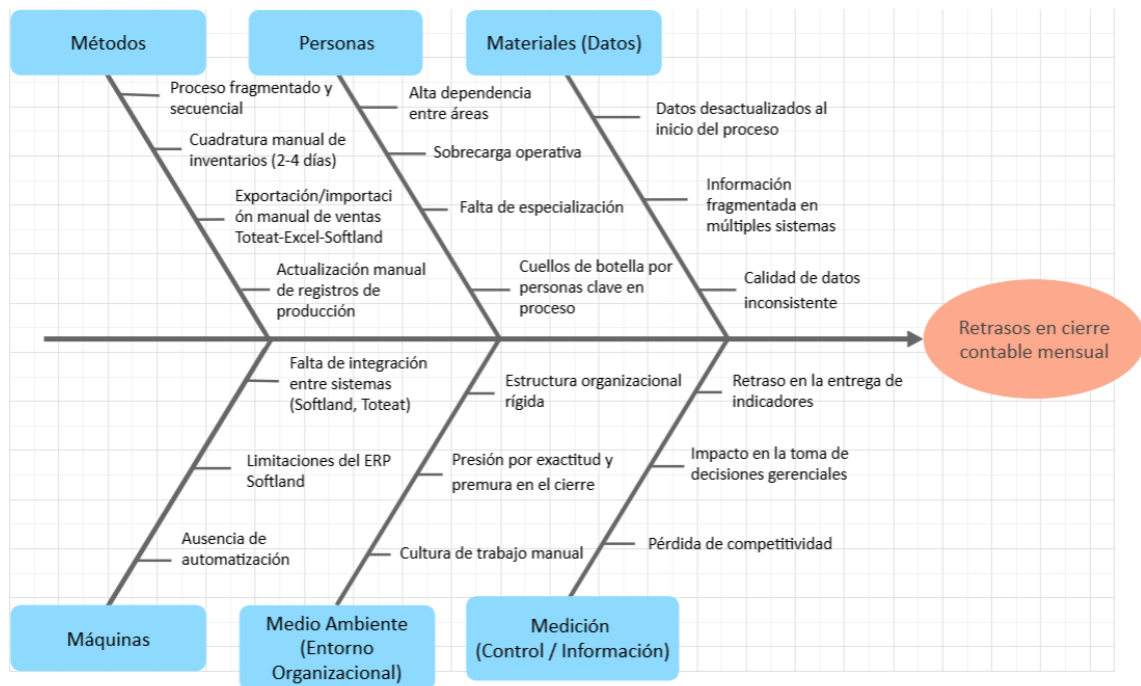 Métodos
Personas
Materiales (Datos)
Proceso fragmentado y
secuencial
Cuadratura manual de
inventarios (2-4 días)
Exportación/importaci
ón manual de ventas
Toteat-Excel-Softland
Actualización manual
de registros de
producción
Alta dependencia
entre áreas
Sobrecarga operativa
Falta de especialización
Cuellos de botella por
personas clave en
proceso
Datos desactualizados al
inicio del proceso
Información
fragmentada en
múltiples sistemas
Calidad de datos
inconsistente
Retrasos en cierre
contable mensual
Falta de integración
entre sistemas
(Softland, Toteat)
Limitaciones del ERP
Softland
Ausencia de
automatización
Estructura organizacional
rígida
Presión por exactitud y
premura en el cierre
Cultura de trabajo manual
Retraso en la entrega de
indicadores
Impacto en la toma de
decisiones gerenciales
Pérdida de competitividad
Máquinas
Medio Ambiente
(Entorno
Organizacional)
Medición
(Control / Información)